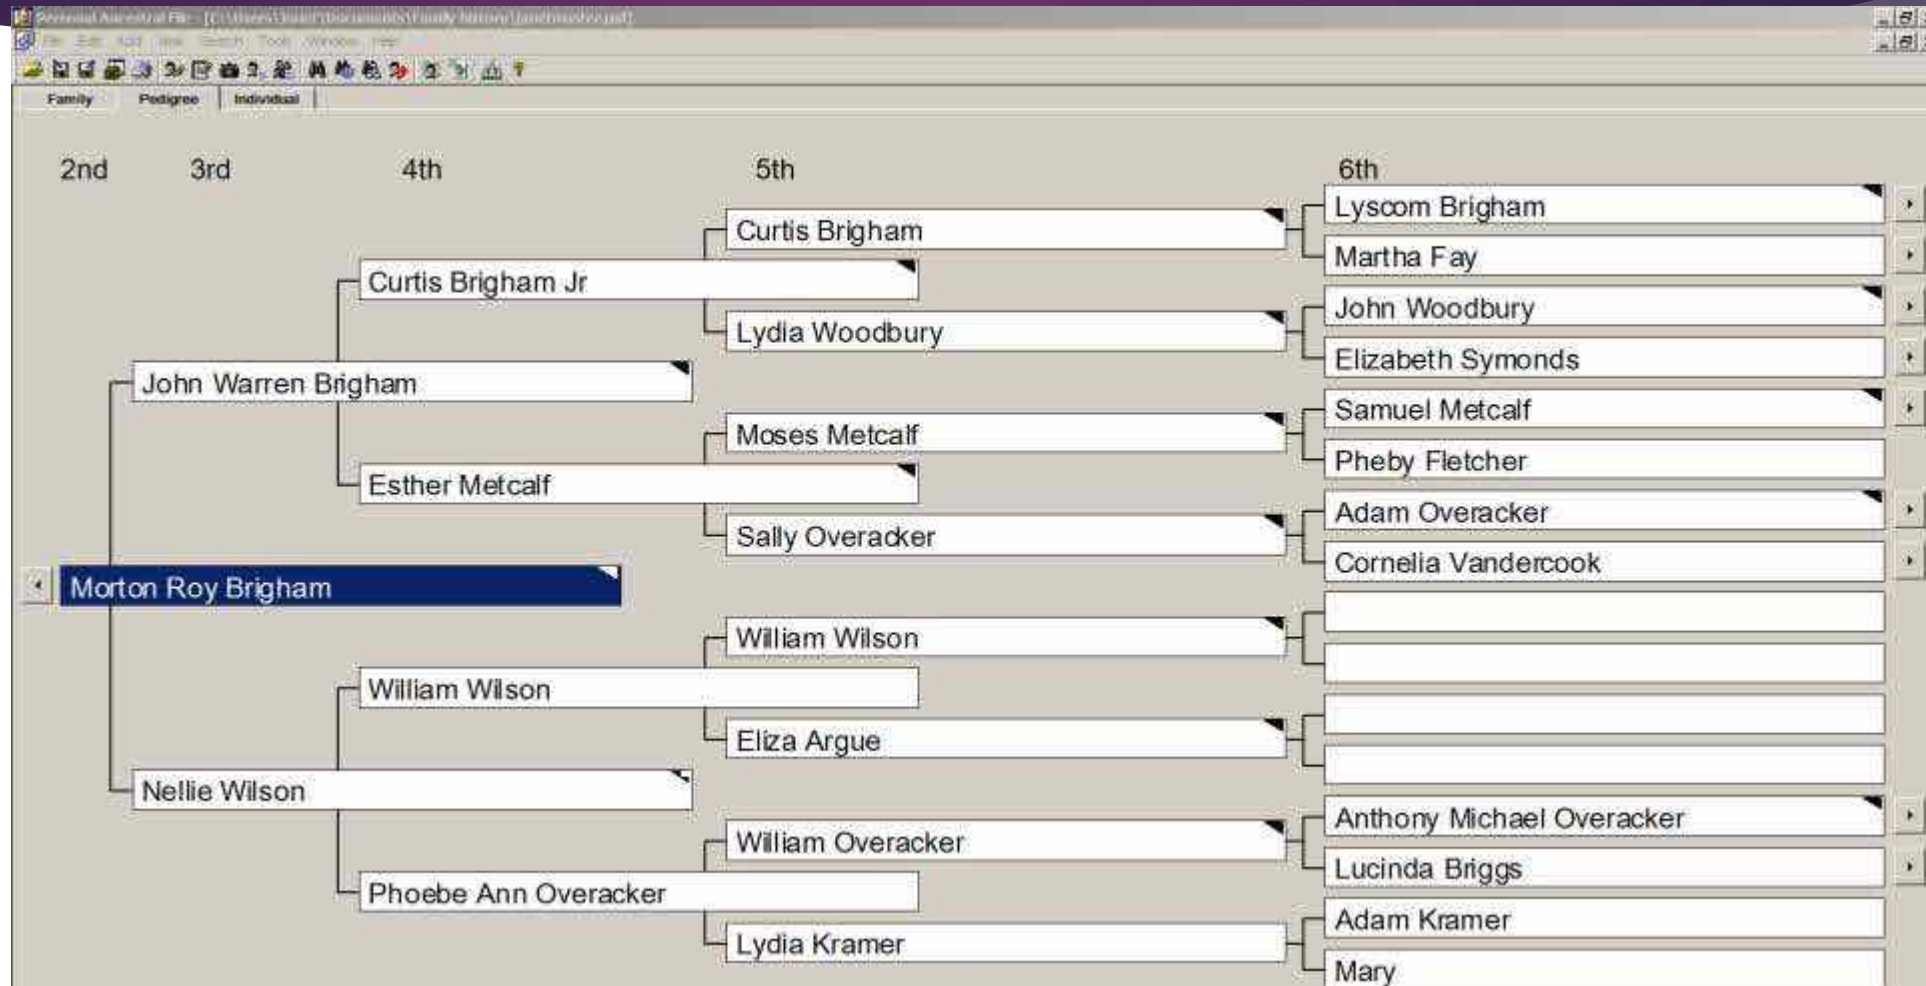 Personal Ancestral File
Family Pedigree Individual
2nd 3rd 4th 5th 6th
Lyscom Brigham
Curtis Brigham
Martha Fay
Curtis Brigham Jr
John Woodbury
Lydia Woodbury
Elizabeth Symonds
John Warren Brigham
Samuel Metcalf
Moses Metcalf
Pheby Fletcher
Esther Metcalf
Adam Overacker
Sally Overacker
Cornelia Vandercook
Morton Roy Brigham
William Wilson
William Wilson
Eliza Argue
Nellie Wilson
Anthony Michael Overacker
William Overacker
Lucinda Briggs
Phoebe Ann Overacker
Adam Kramer
Lydia Kramer
Mary